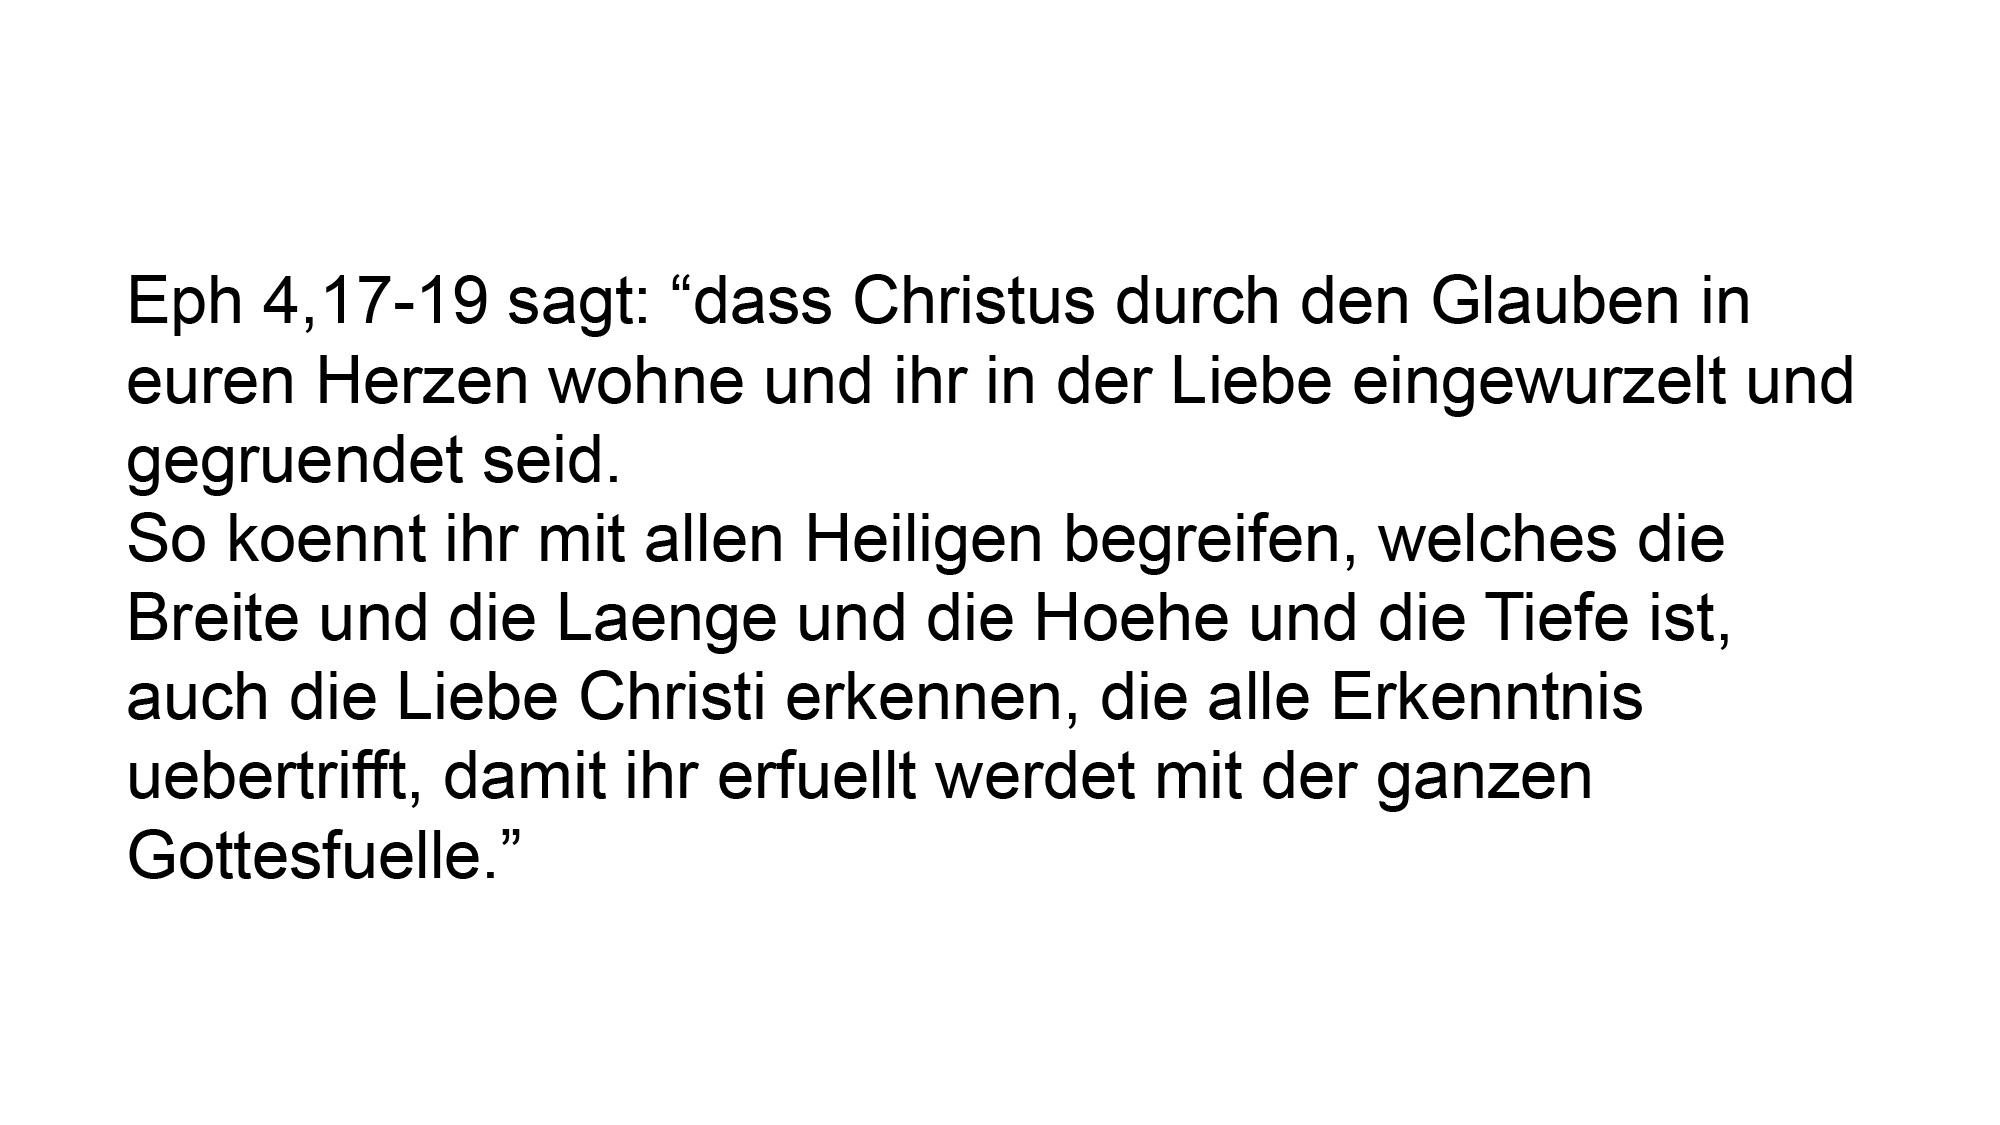 Eph 4,17-19 sagt: “dass Christus durch den Glauben in
euren Herzen wohne und ihr in der Liebe eingewurzelt und
gegruendet seid.
So koennt ihr mit allen Heiligen begreifen, welches die
Breite und die Laenge und die Hoehe und die Tiefe ist,
auch die Liebe Christi erkennen, die alle Erkenntnis
uebertrifft, damit ihr erfuellt werdet mit der ganzen
Gottesfuelle.”